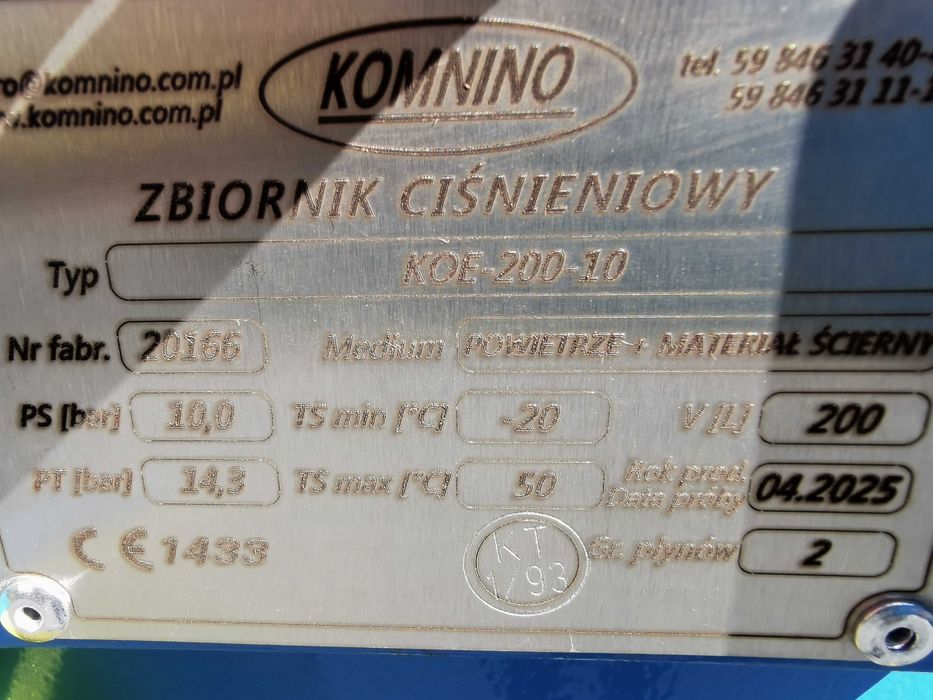 KOMNINO
ro@komnino.com.pl
w.komnino.com.pl
tel. 59 846 31 40-
59 846 31 11-1
ZBIORNIK CIŚNIENIOWY
Typ KOE-200-10
Nr fabr. 20166 Medium POWIETRZE + MATERIAŁ ŚCIERNY
PS [bar] 10,0 TS min [°C] -20 V [L] 200
PT [bar] 14,3 TS max [°C] 50 Rok prod. Data próby 04.2025
CE 1433 KT 1/93 Gr. płynów 2